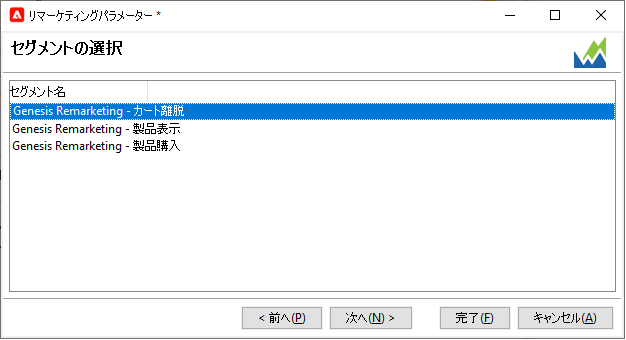 リマーケティングパラメーター *
セグメントの選択
セグメント名
Genesis Remarketing - カート離脱
Genesis Remarketing - 製品表示
Genesis Remarketing - 製品購入
< 前へ(P) 次へ(N) > 完了(F) キャンセル(A)